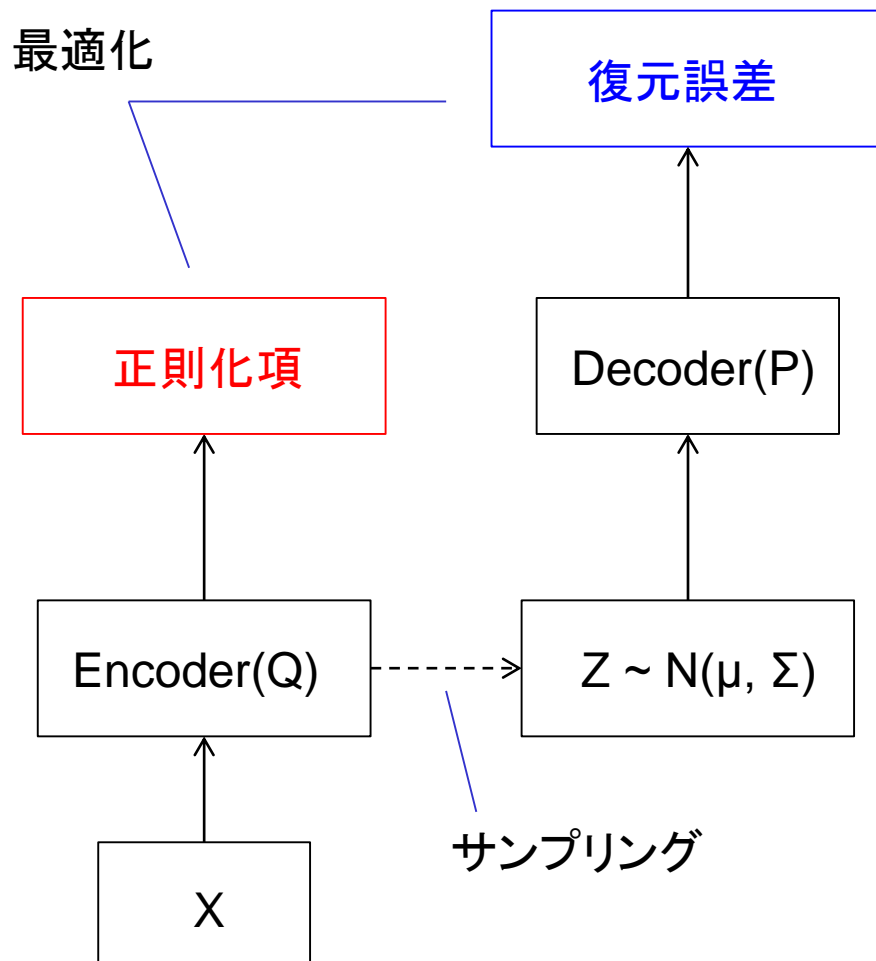 最適化
復元誤差
正則化項
Decoder(P)
Encoder(Q)
Z ~ N(μ, Σ)
サンプリング
X